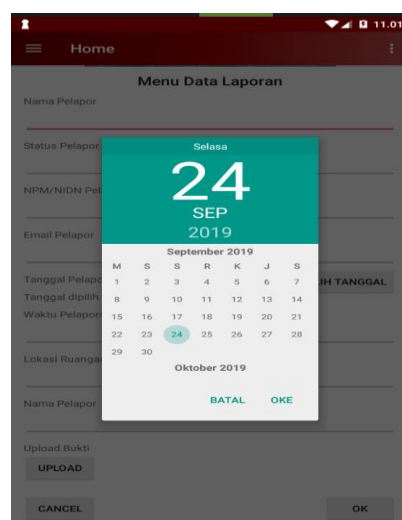 11.01
Home
Menu Data Laporan
Nama Pelapor
Status Pelapor
NPM/NIDN Pel
Email Pelapor
Tanggal Pelapo
IH TANGGAL
Tanggal dipilih
Waktu Pelapor
Lokasi Ruanga
Nama Pelapor
Upload Bukti
UPLOAD
CANCEL OK
Selasa
24
SEP
2019
September 2019
M S S R K J S
1 2 3 4 5 6 7
8 9 10 11 12 13 14
15 16 17 18 19 20 21
22 23 24 25 26 27 28
29 30
Oktober 2019
BATAL OKE